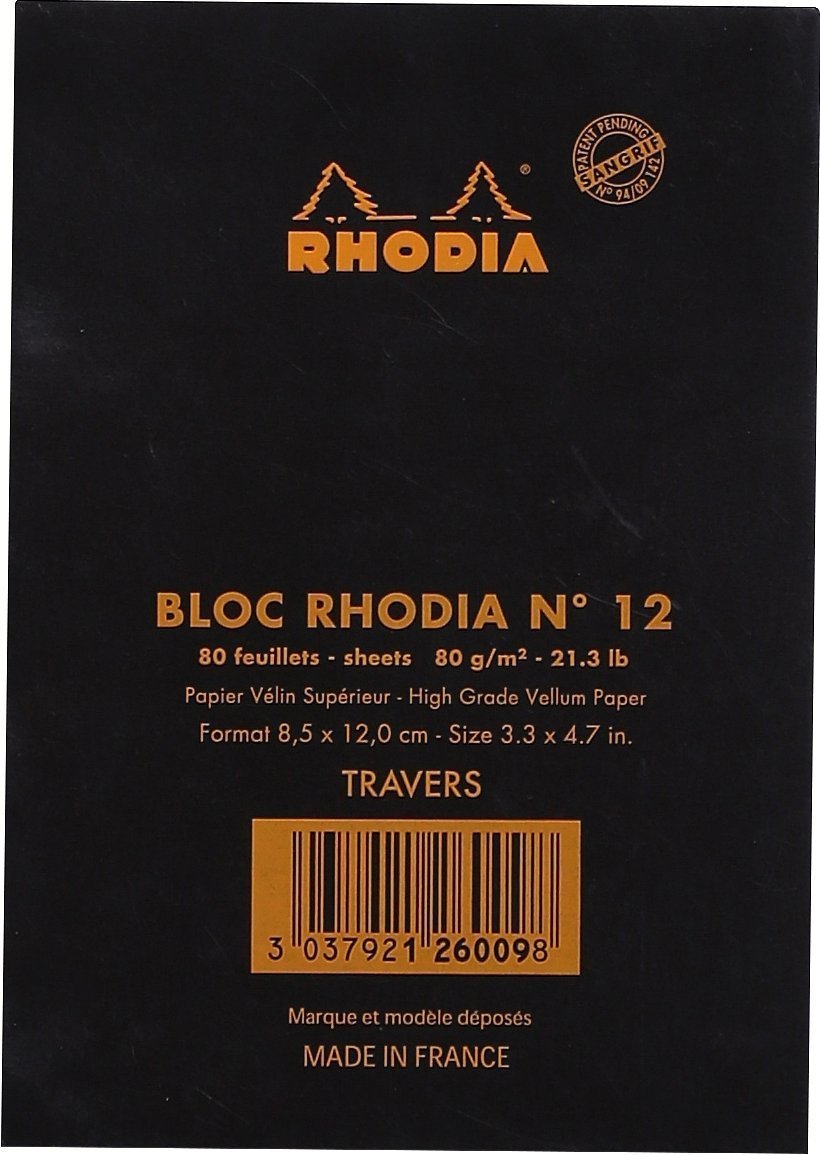 PATENT PENDING
SANGRIF
N° 94/09 142
®
RHODIA
BLOC RHODIA N° 12
80 feuillets - sheets 80 g/m² - 21.3 lb
Papier Vélin Supérieur - High Grade Vellum Paper
Format 8,5 x 12,0 cm - Size 3.3 x 4.7 in.
TRAVERS
3 037921 260098
Marque et modèle déposés
MADE IN FRANCE